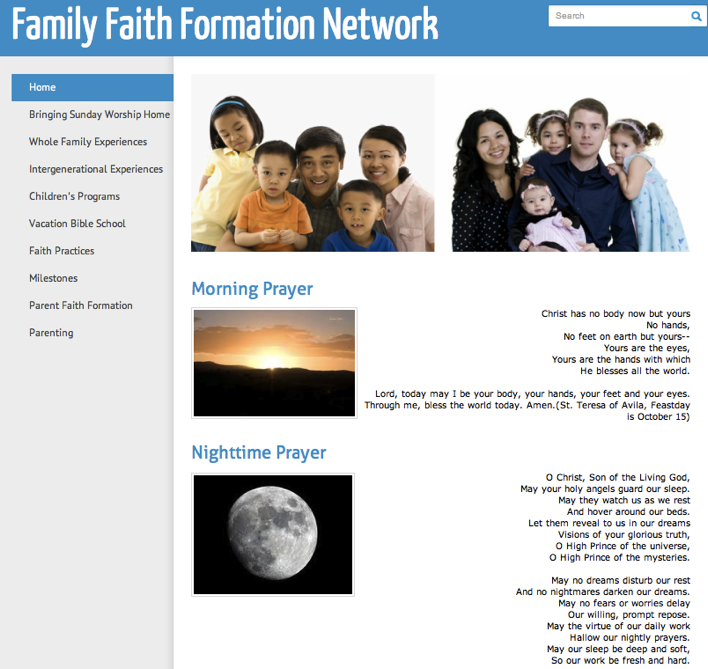 Family Faith Formation Network
Search
Home
Bringing Sunday Worship Home
Whole Family Experiences
Intergenerational Experiences
Children's Programs
Vacation Bible School
Faith Practices
Milestones
Parent Faith Formation
Parenting
Morning Prayer
Christ has no body now but yours
No hands,
No feet on earth but yours--
Yours are the eyes,
Yours are the hands with which
He blesses all the world.
Lord, today may I be your body, your hands, your feet and your eyes.
Through me, bless the world today. Amen.(St. Teresa of Avila, Feastday
is October 15)
Nighttime Prayer
O Christ, Son of the Living God,
May your holy angels guard our sleep.
May they watch us as we rest
And hover around our beds.
Let them reveal to us in our dreams
Visions of your glorious truth,
O High Prince of the universe,
O High Prince of the mysteries.
May no dreams disturb our rest
And no nightmares darken our dreams.
May no fears or worries delay
Our willing, prompt repose.
May the virtue of our daily work
Hallow our nightly prayers.
May our sleep be deep and soft,
So our work be fresh and hard.